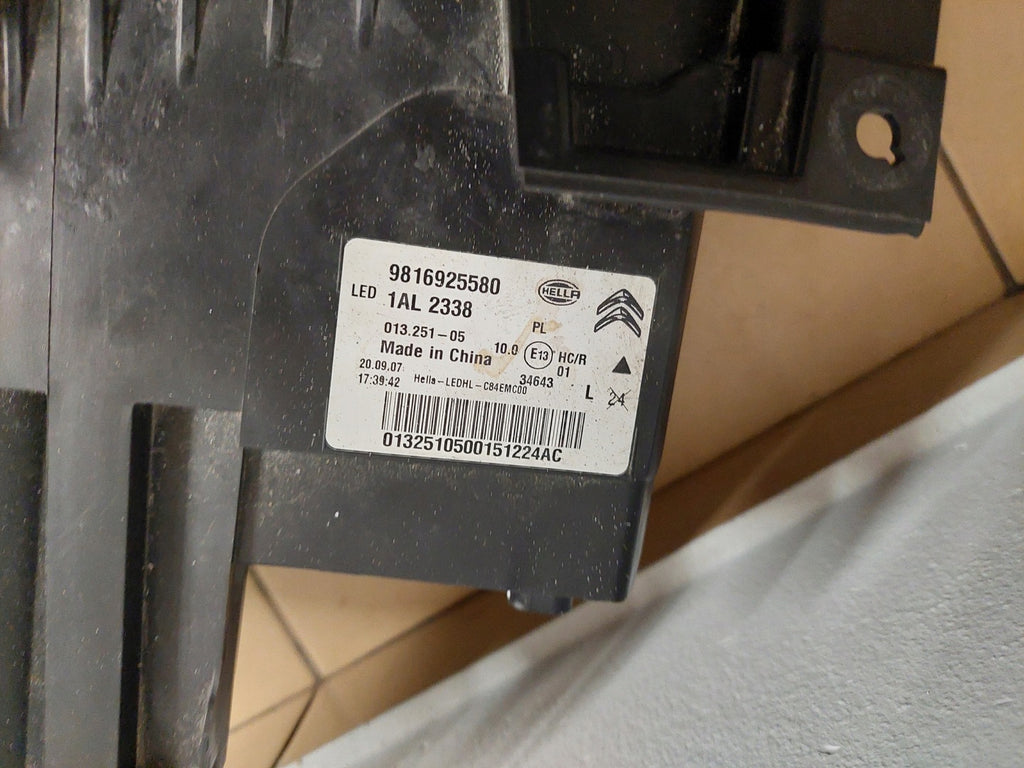 9816925580
HELLA
LED 1AL 2338
PL
013.251-05
10.0 E13 HC/R
Made in China
01
20.09.07
34643
17:39:42 Hella-LEDHL-C84EMC00
L 24
0132510500151224AC